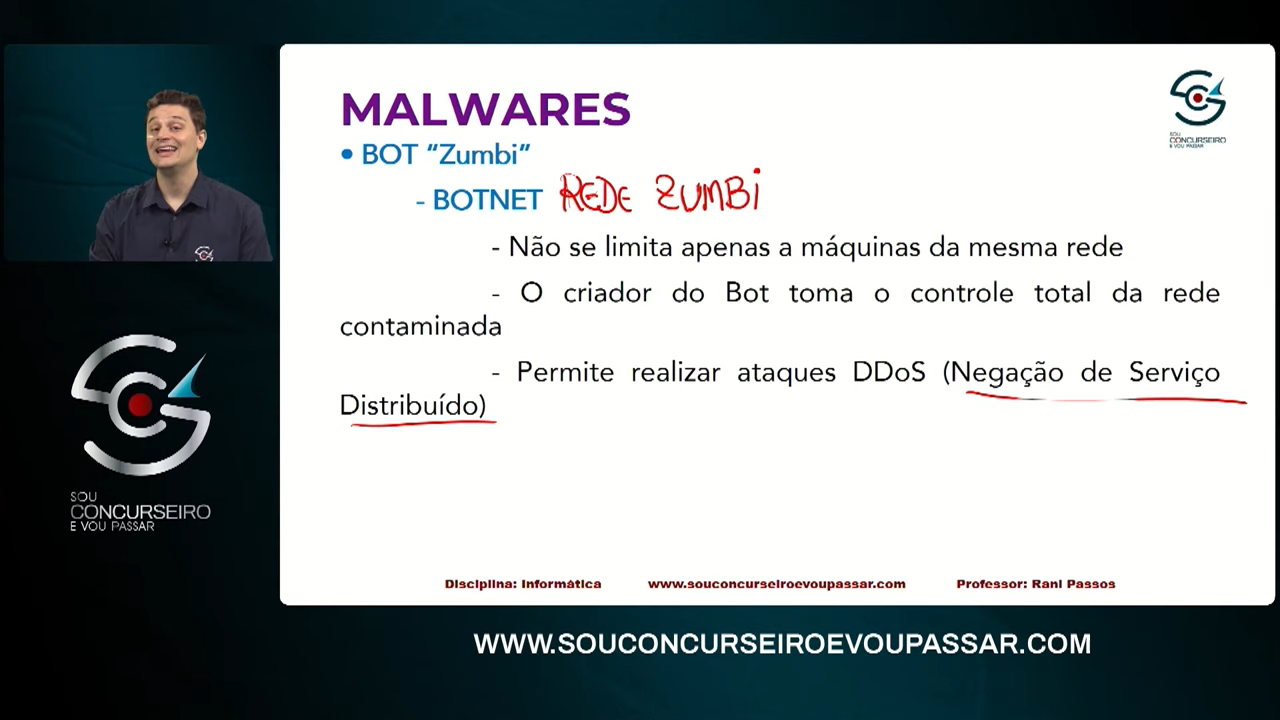 MALWARES
• BOT “Zumbi”
- BOTNET REDE ZUMBi
- Não se limita apenas a máquinas da mesma rede
- O criador do Bot toma o controle total da rede
contaminada
- Permite realizar ataques DDoS (Negação de Serviço
Distribuído)
SOU
CONCURSEIRO
E VOU PASSAR
SOU
CONCURSEIRO
E VOU PASSAR
Disciplina: Informática www.souconcurseiroevoupassar.com Professor: Rani Passos
WWW.SOUCONCURSEIROEVOUPASSAR.COM